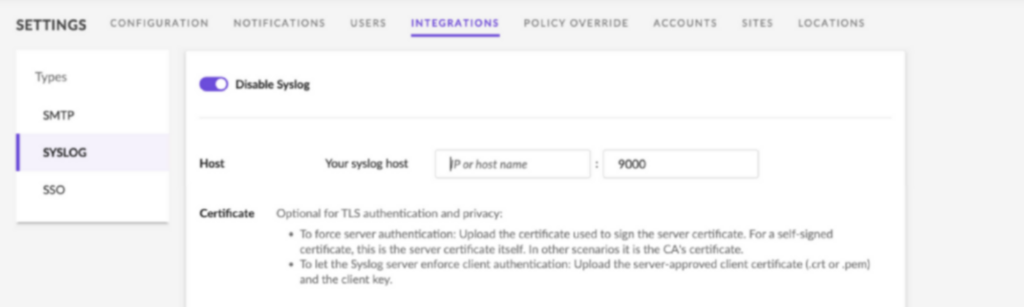 SETTINGS CONFIGURATION NOTIFICATIONS USERS INTEGRATIONS POLICY OVERRIDE ACCOUNTS SITES LOCATIONS
Types
SMTP
SYSLOG
SSO
Disable Syslog
Host Your syslog host IP or host name : 9000
Certificate Optional for TLS authentication and privacy:
• To force server authentication: Upload the certificate used to sign the server certificate. For a self-signed
certificate, this is the server certificate itself. In other scenarios it is the CA's certificate.
• To let the Syslog server enforce client authentication: Upload the server-approved client certificate (.crt or .pem)
and the client key.